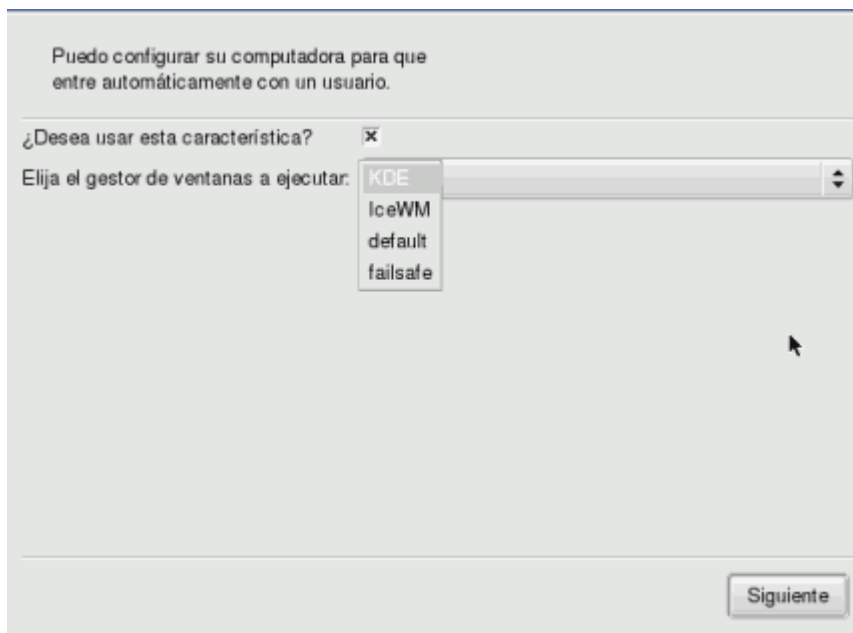 Puedo configurar su computadora para que
entre automáticamente con un usuario.
¿Desea usar esta característica?
Elija el gestor de ventanas a ejecutar:
KDE
IceWM
default
failsafe
Siguiente